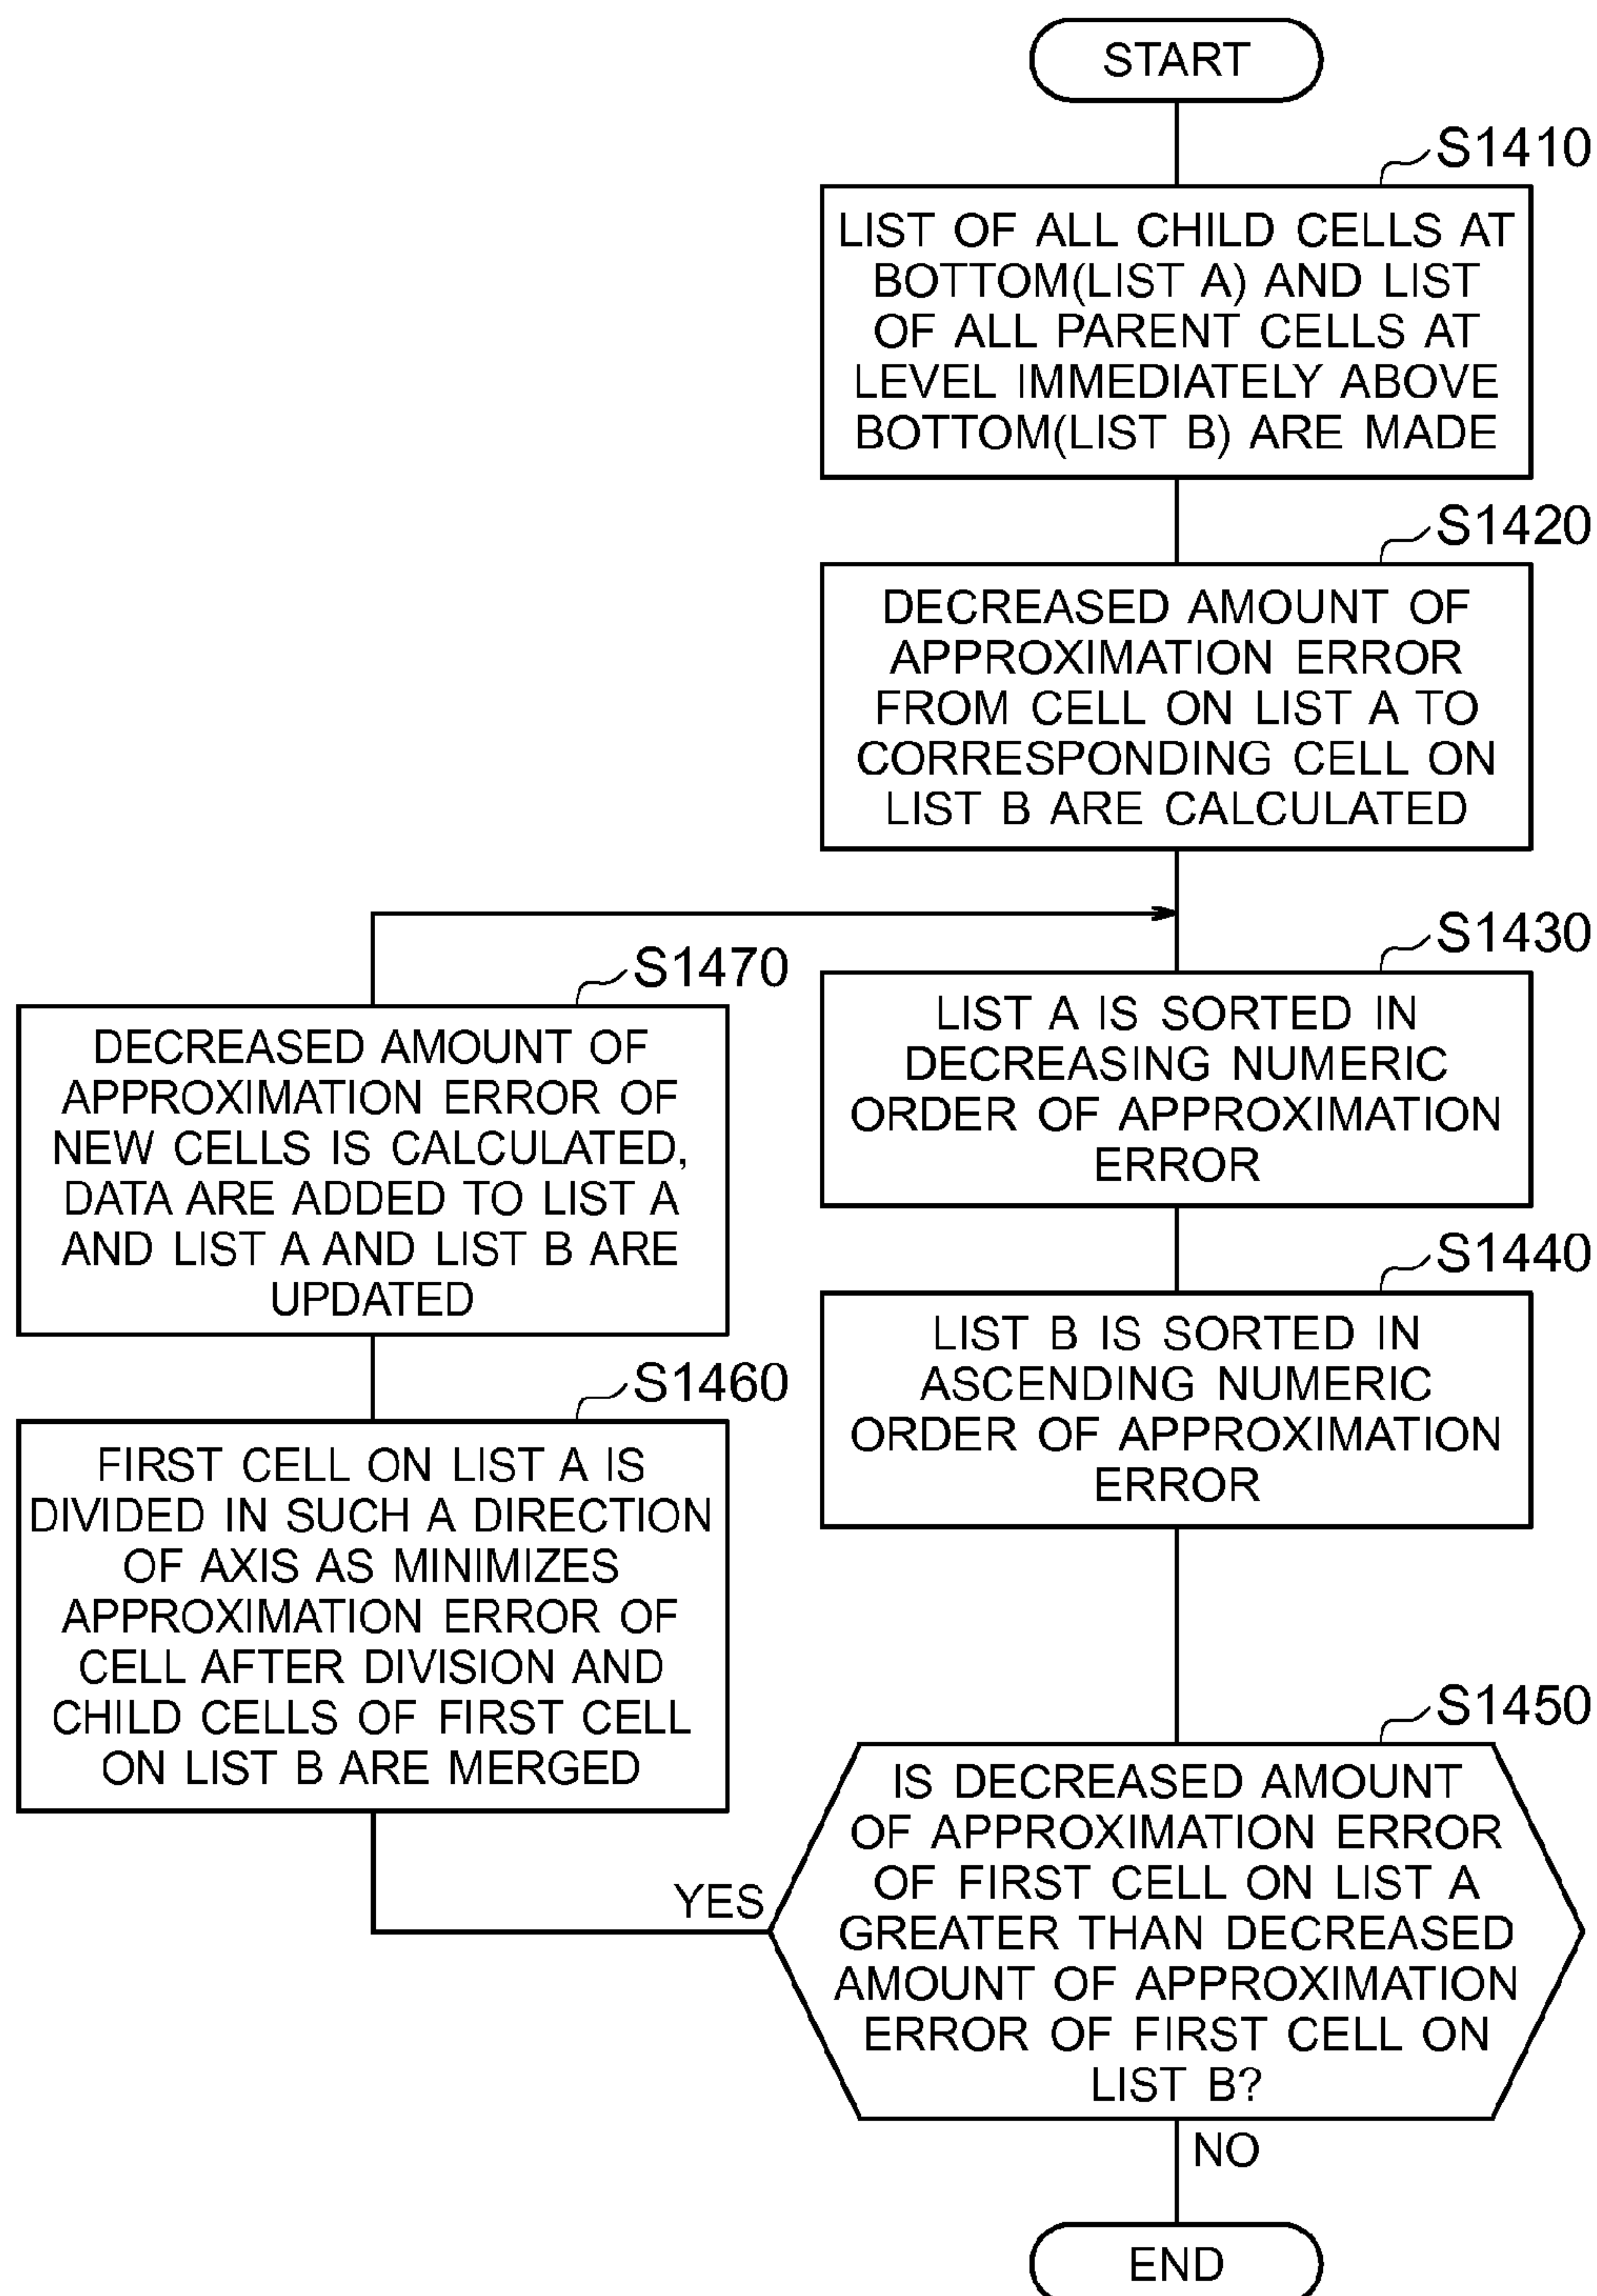 START
S1410
LIST OF ALL CHILD CELLS AT
BOTTOM(LIST A) AND LIST
OF ALL PARENT CELLS AT
LEVEL IMMEDIATELY ABOVE
BOTTOM(LIST B) ARE MADE
S1420
DECREASED AMOUNT OF
APPROXIMATION ERROR
FROM CELL ON LIST A TO
CORRESPONDING CELL ON
LIST B ARE CALCULATED
S1430
LIST A IS SORTED IN
DECREASING NUMERIC
ORDER OF APPROXIMATION
ERROR
S1440
LIST B IS SORTED IN
ASCENDING NUMERIC
ORDER OF APPROXIMATION
ERROR
S1450
IS DECREASED AMOUNT
OF APPROXIMATION ERROR
OF FIRST CELL ON LIST A
GREATER THAN DECREASED
AMOUNT OF APPROXIMATION
ERROR OF FIRST CELL ON
LIST B?
YES
S1460
FIRST CELL ON LIST A IS
DIVIDED IN SUCH A DIRECTION
OF AXIS AS MINIMIZES
APPROXIMATION ERROR OF
CELL AFTER DIVISION AND
CHILD CELLS OF FIRST CELL
ON LIST B ARE MERGED
S1470
DECREASED AMOUNT OF
APPROXIMATION ERROR OF
NEW CELLS IS CALCULATED,
DATA ARE ADDED TO LIST A
AND LIST A AND LIST B ARE
UPDATED
NO
END